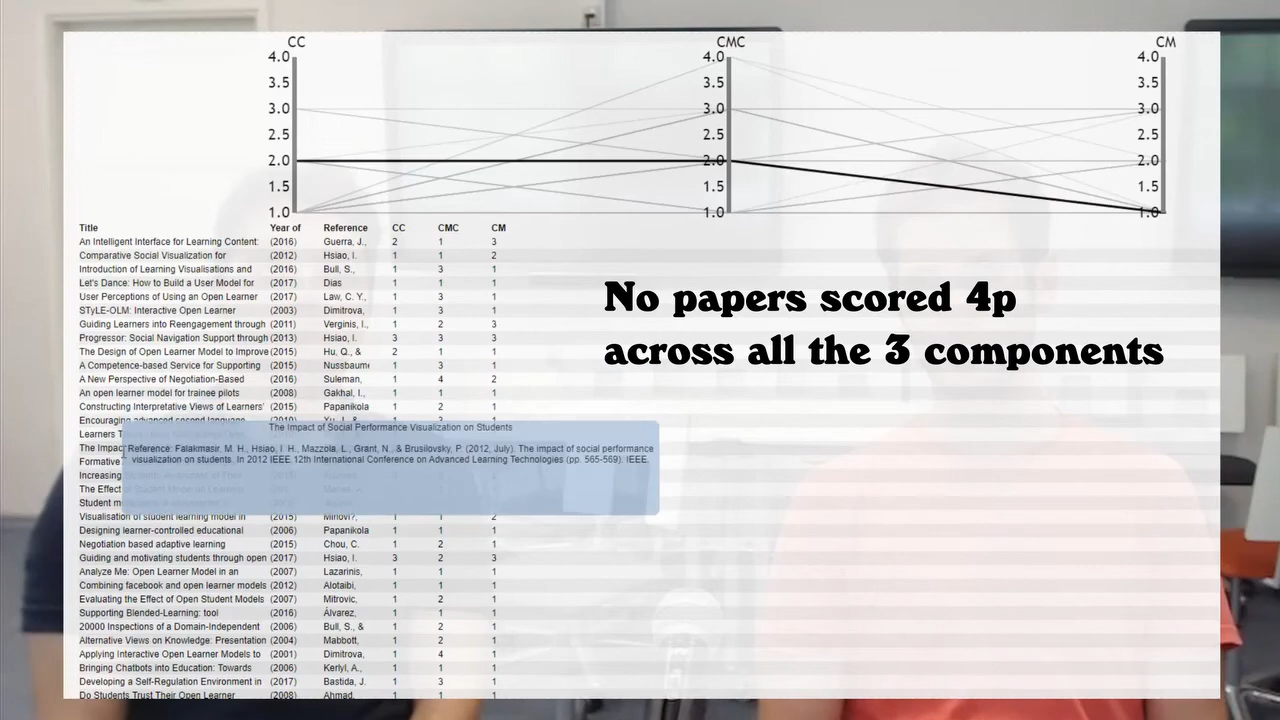 CC CMC CM
4.0 4.0 4.0
3.5 3.5 3.5
3.0 3.0 3.0
2.5 2.5 2.5
2.0 2.0 2.0
1.5 1.5 1.5
1.0 1.0 1.0
Title Year of Reference CC CMC CM
An Intelligent Interface for Learning Content: (2016) Guerra, J., 2 1 3
Comparative Social Visualization for (2012) Hsiao, I. 1 1 2
Introduction of Learning Visualisations and (2016) Bull, S., 1 3 1
Let's Dance: How to Build a User Model for (2017) Dias 1 1 1
User Perceptions of Using an Open Learner (2017) Law, C. Y., 1 3 1
STyLE-OLM: Interactive Open Learner (2003) Dimitrova, 1 3 1
Guiding Learners into Reengagement through (2011) Verginis, I., 1 2 3
Progressor: Social Navigation Support through (2013) Hsiao, I. 3 3 3
The Design of Open Learner Model to Improve (2015) Hu, Q., & 2 1 1
A Competence-based Service for Supporting (2015) Nussbaume 1 3 1
A New Perspective of Negotiation-Based (2016) Suleman, 1 4 2
An open learner model for trainee pilots (2008) Gakhal, I., 1 1 1
Constructing Interpretative Views of Learners' (2015) Papanikola 1 2 1
Encouraging advanced second language
Learners
The Impac
Formative
Increasing
The Effect of Student Model on Learning
Student m
Visualisation of student learning model in (2015) 1 1 2
Designing learner-controlled educational (2006) Papanikola 1 1 1
Negotiation based adaptive learning (2015) Chou, C. 1 2 1
Guiding and motivating students through open (2017) Hsiao, I. 3 2 3
Analyze Me: Open Learner Model in an (2007) Lazarinis, 1 1 1
Combining facebook and open learner models (2012) Alotaibi, 1 1 1
Evaluating the Effect of Open Student Models (2007) Mitrovic, 1 2 1
Supporting Blended-Learning: tool (2016) Álvarez, 1 1 1
20000 Inspections of a Domain-Independent (2006) Bull, S., & 1 2 1
Alternative Views on Knowledge: Presentation (2004) Mabbott, 1 2 1
Applying Interactive Open Learner Models to (2001) Dimitrova, 1 4 1
Bringing Chatbots into Education: Towards (2006) Kerlyl, A., 1 1 1
Developing a Self-Regulation Environment in (2017) Bastida, J. 1 3 1
Do Students Trust Their Open Learner (2008) Ahmad, 1 1 1
The Impact of Social Performance Visualization on Students
Reference: Falakmasir, M. H., Hsiao, I. H., Mazzola, L., Grant, N., & Brusilovsky, P. (2012, July). The impact of social performance
visualization on students. In 2012 IEEE 12th International Conference on Advanced Learning Technologies (pp. 565-569). IEEE.
No papers scored 4p
across all the 3 components